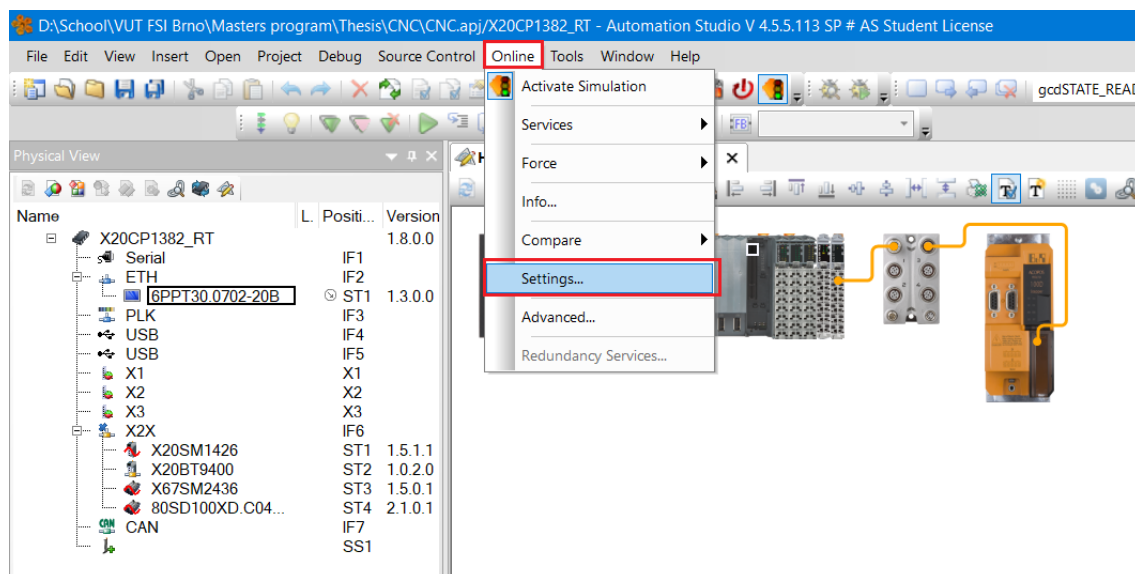 D:\School\VUT FSI Brno\Masters program\Thesis\CNC\CNC.apj/X20CP1382_RT - Automation Studio V 4.5.5.113 SP # AS Student License
File Edit View Insert Open Project Debug Source Control Online Tools Window Help
Activate Simulation
gcdSTATE_READ
Services
Physical View
Force
Name L. Positi... Version
Info...
X20CP1382_RT 1.8.0.0
Compare
Serial IF1
ETH IF2
Settings...
6PPT30.0702-20B ST1 1.3.0.0
PLK IF3
Advanced...
USB IF4
USB IF5
Redundancy Services...
X1 X1
X2 X2
X3 X3
X2X IF6
X20SM1426 ST1 1.5.1.1
X20BT9400 ST2 1.0.2.0
X67SM2436 ST3 1.5.0.1
80SD100XD.C04... ST4 2.1.0.1
CAN IF7
SS1